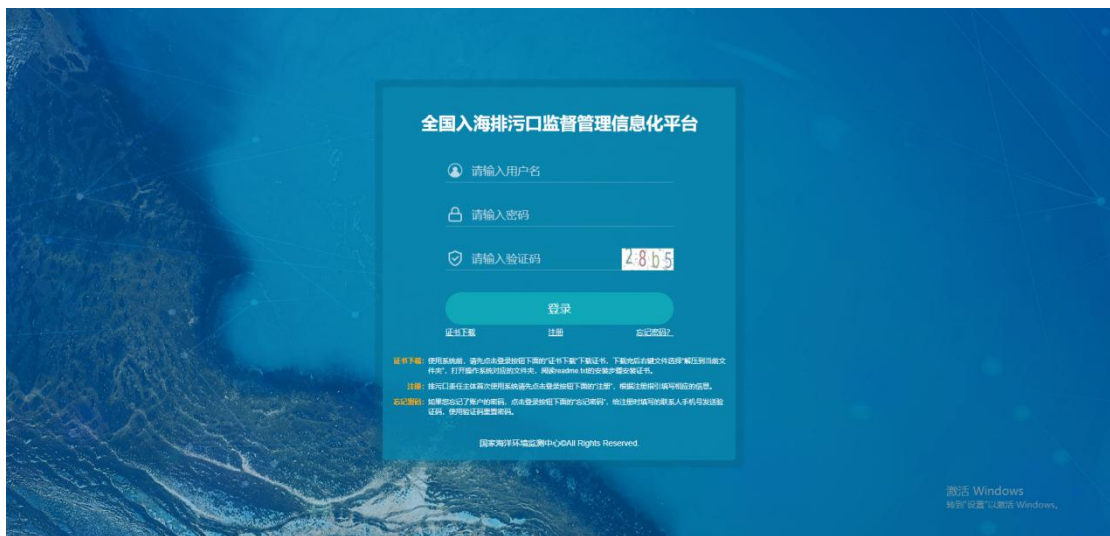 全国入海排污口监督管理信息化平台
请输入用户名
请输入密码
请输入验证码 28b5
登录
证书下载 注册 忘记密码?
证书下载: 使用系统前，请先点击登录按钮下面的"证书下载"下载证书，下载完后右键文件选择"解压到当前文
件夹"，打开操作系统对应的文件夹，阅读readme.txt的安装步骤安装证书。
注册: 排污口责任主体首次使用系统请先点击登录按钮下面的"注册"，根据注册指引填写相应的信息。
忘记密码: 如果您忘记了账户的密码，点击登录按钮下面的"忘记密码"，给注册时填写的联系人手机号发送验
证码，使用验证码重置密码。
国家海洋环境监测中心©All Rights Reserved.
激活 Windows
转到"设置"以激活 Windows。